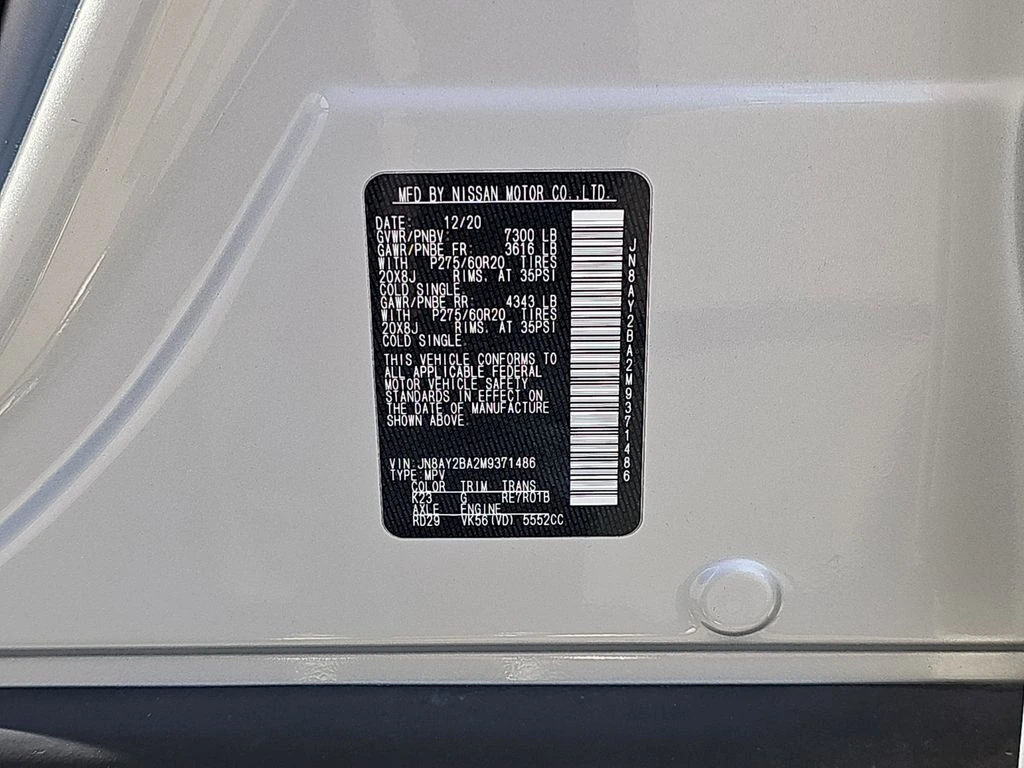 MFD BY NISSAN MOTOR CO.,LTD.
DATE: 12/20
GVWR/PNBV: 7300 LB
GAWR/PNBE FR: 3616 LB
WITH P275/60R20 TIRES
20X8J RIMS. AT 35PSI
COLD SINGLE.
GAWR/PNBE RR: 4343 LB
WITH P275/60R20 TIRES
20X8J RIMS. AT 35PSI
COLD SINGLE.
THIS VEHICLE CONFORMS TO
ALL APPLICABLE FEDERAL
MOTOR VEHICLE SAFETY
STANDARDS IN EFFECT ON
THE DATE OF MANUFACTURE
SHOWN ABOVE.
VIN:JN8AY2BA2M9371486
TYPE:MPV
COLOR TRIM TRANS
K23 G RE7R01B
AXLE ENGINE
RD29 VK56(VD) 5552CC
JN8AY2BA2M9371486